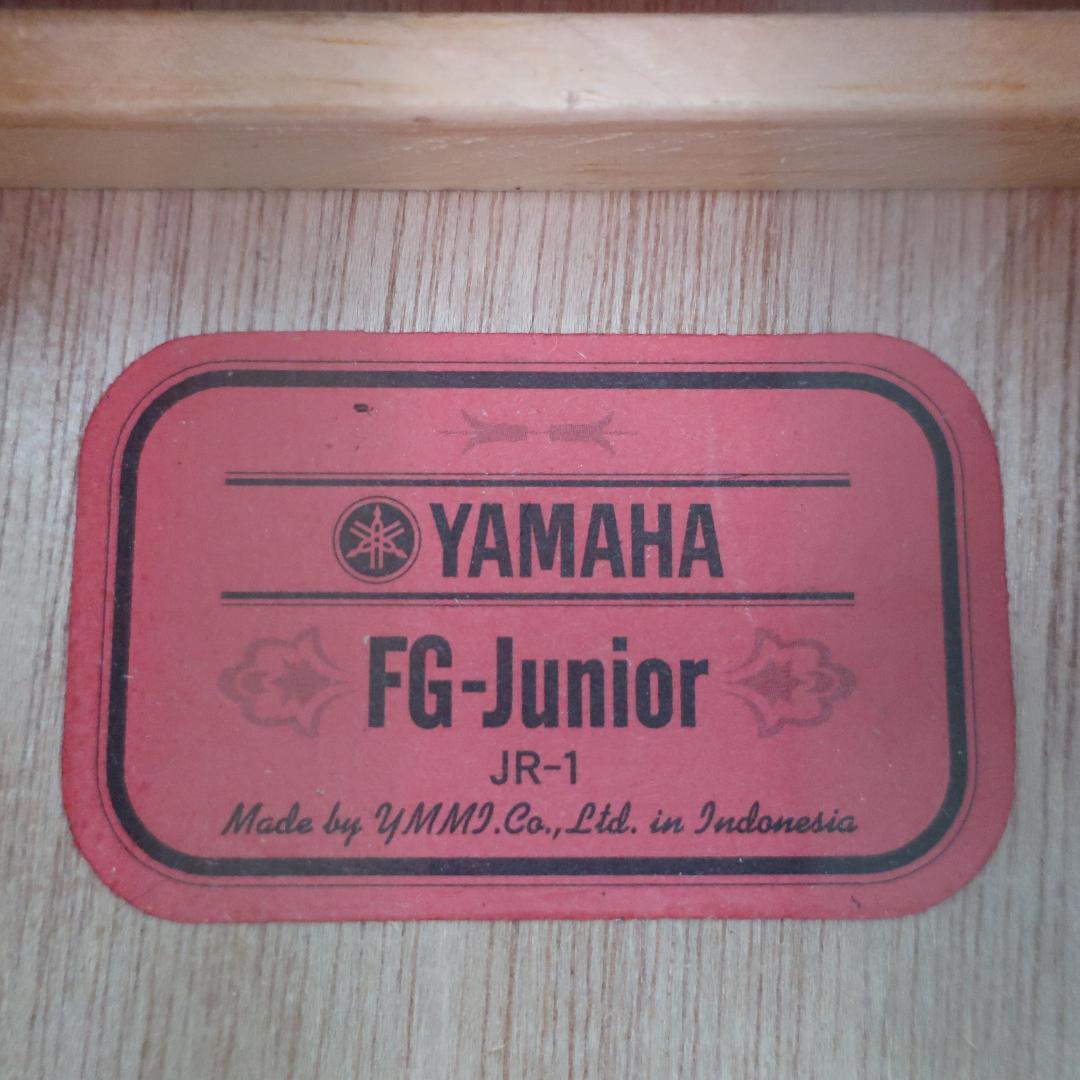 YAMAHA
FG-Junior
JR-1
Made by YMMI.Co.,Ltd. in Indonesia